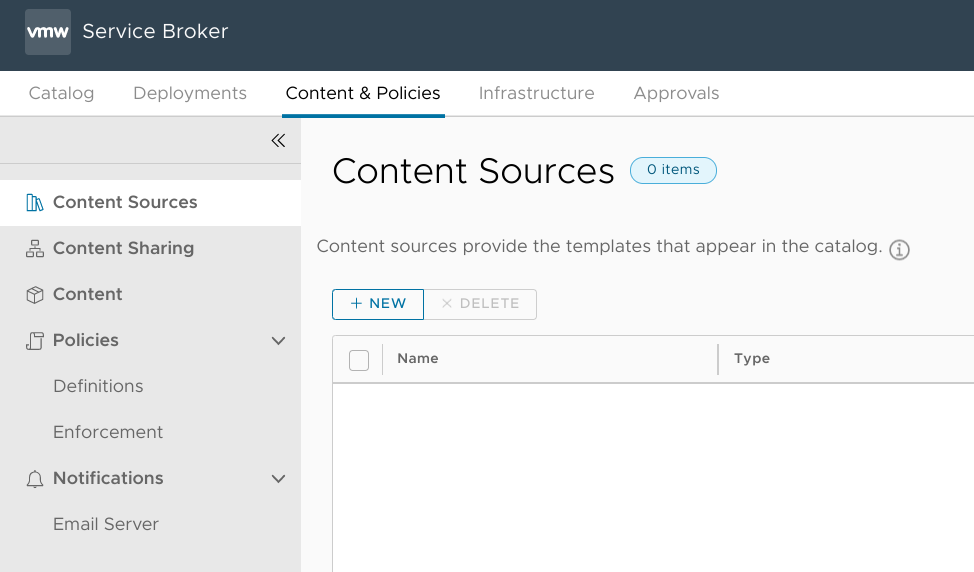 vmw Service Broker
Catalog Deployments Content & Policies Infrastructure Approvals
Content Sources
Content Sharing
Content
Policies
Definitions
Enforcement
Notifications
Email Server
Content Sources 0 items
Content sources provide the templates that appear in the catalog.
+ NEW × DELETE
Name Type